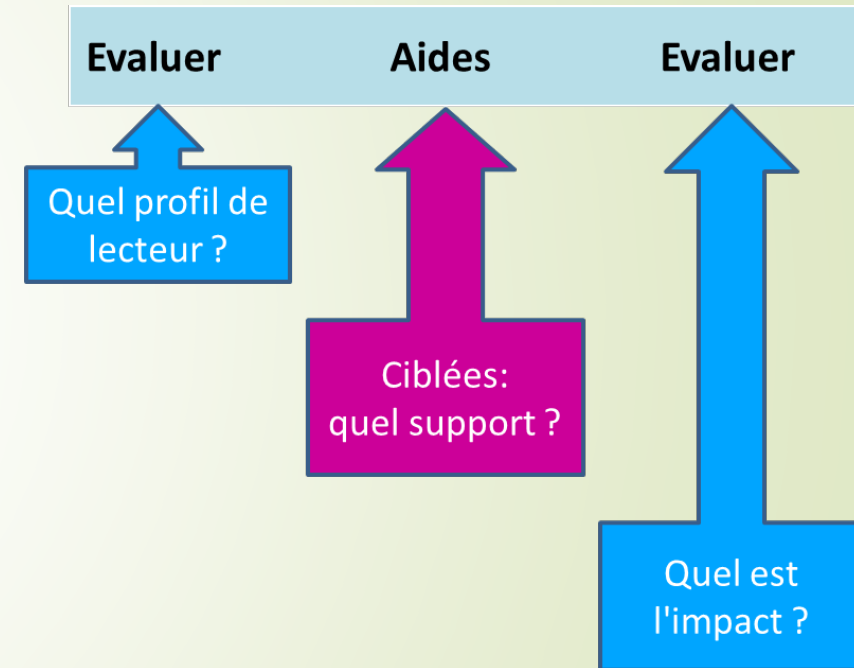 Evaluer Aides Evaluer
Quel profil de
lecteur ?
Ciblées:
quel support ?
Quel est
l'impact ?